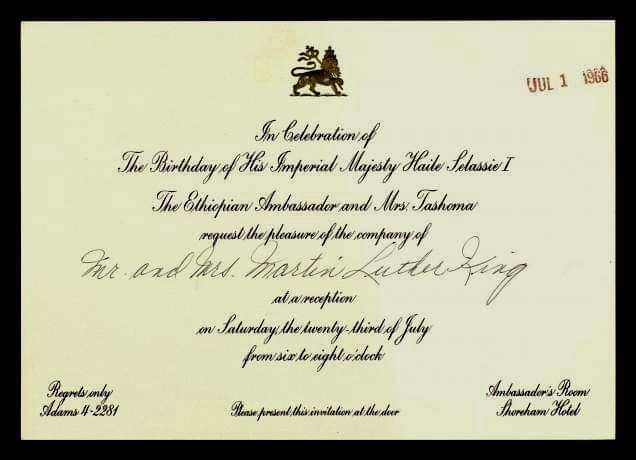 JUL 1 1966
In Celebration of
The Birthday of His Imperial Majesty Haile Selassie I
The Ethiopian Ambassador and Mrs. Tashoma
request the pleasure of the company of
Mr. and Mrs. Martin Luther King
at a reception
on Saturday, the twenty-third of July
from six to eight o'clock
Regrets only
Adams 4-2281
Please present this invitation at the door
Ambassador's Room
Shoreham Hotel